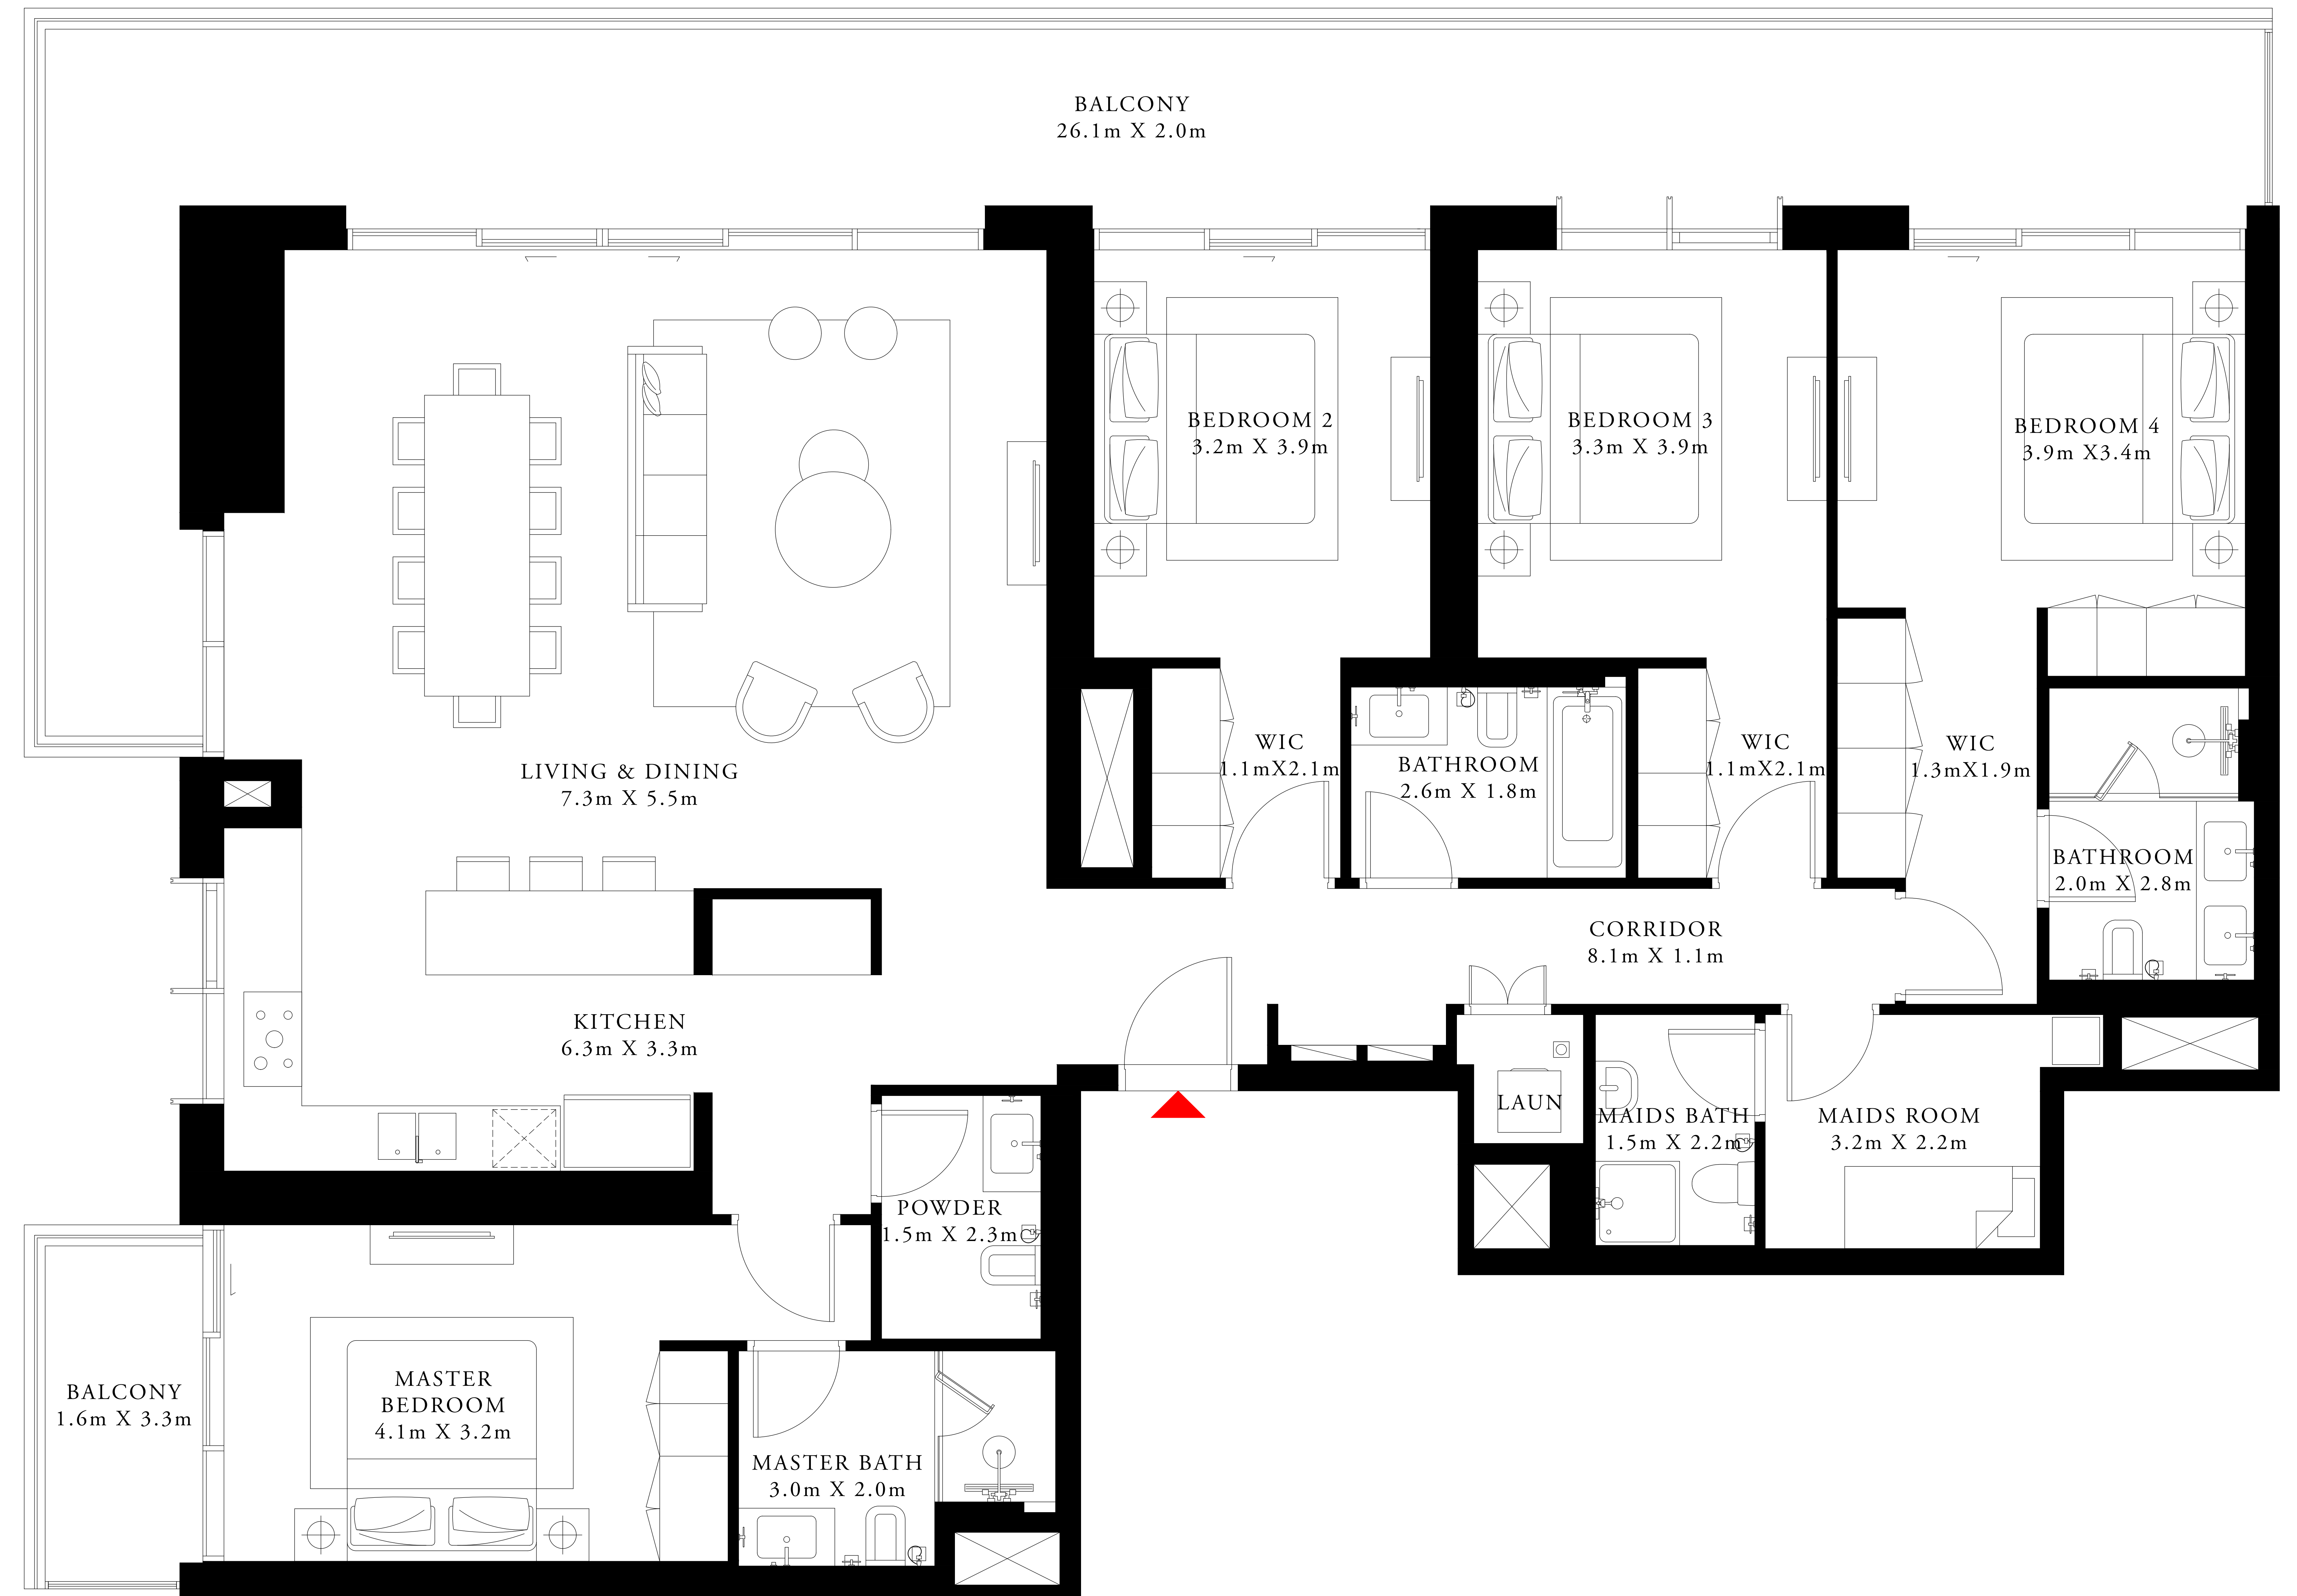 BALCONY
26.1m X 2.0m
BEDROOM 2
3.2m X 3.9m
BEDROOM 3
3.3m X 3.9m
BEDROOM 4
3.9m X3.4m
LIVING & DINING
7.3m X 5.5m
WIC
1.1mX2.1m
BATHROOM
2.6m X 1.8m
WIC
1.1mX2.1m
WIC
1.3mX1.9m
BATHROOM
2.0m X 2.8m
CORRIDOR
8.1m X 1.1m
KITCHEN
6.3m X 3.3m
LAUN
MAIDS BATH
1.5m X 2.2m
MAIDS ROOM
3.2m X 2.2m
POWDER
1.5m X 2.3m
BALCONY
1.6m X 3.3m
MASTER
BEDROOM
4.1m X 3.2m
MASTER BATH
3.0m X 2.0m